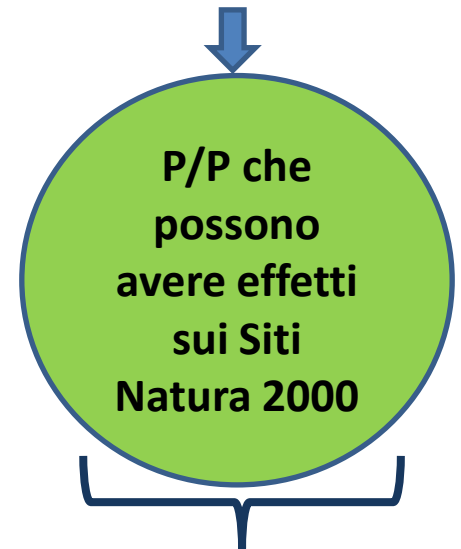 P/P che
possono
avere effetti
sui Siti
Natura 2000